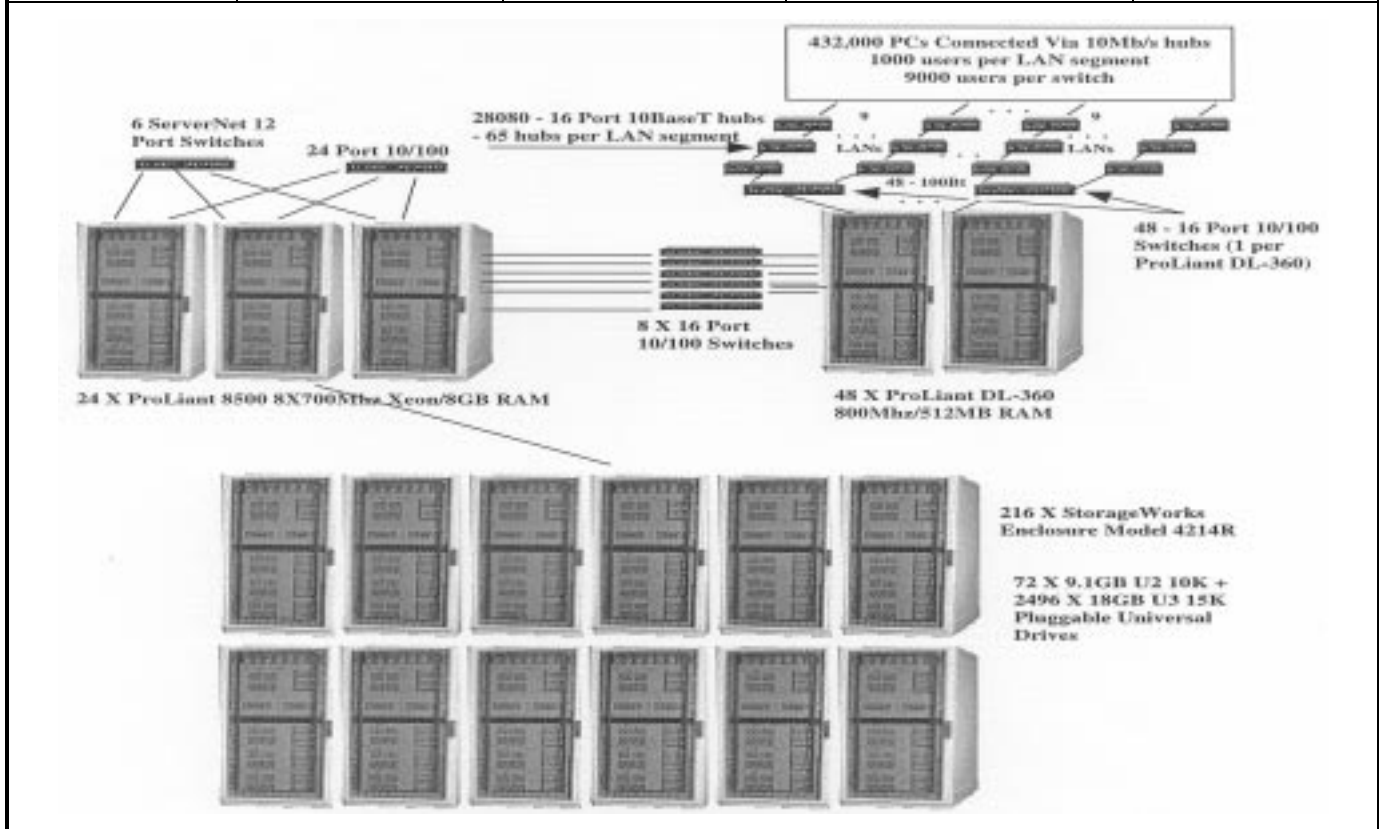 432,000 PCs Connected Via 10Mb/s hubs
1000 users per LAN segment
9000 users per switch
28080 - 16 Port 10BaseT hubs
- 65 hubs per LAN segment
6 ServerNet 12
Port Switches
24 Port 10/100
9
9
LANs
LANs
48 - 100Bt
48 - 16 Port 10/100
Switches (1 per
ProLiant DL-360)
8 X 16 Port
10/100 Switches
24 X ProLiant 8500 8X700Mhz Xeon/8GB RAM
48 X ProLiant DL-360
800Mhz/512MB RAM
216 X StorageWorks
Enclosure Model 4214R
72 X 9.1GB U2 10K +
2496 X 18GB U3 15K
Pluggable Universal
Drives